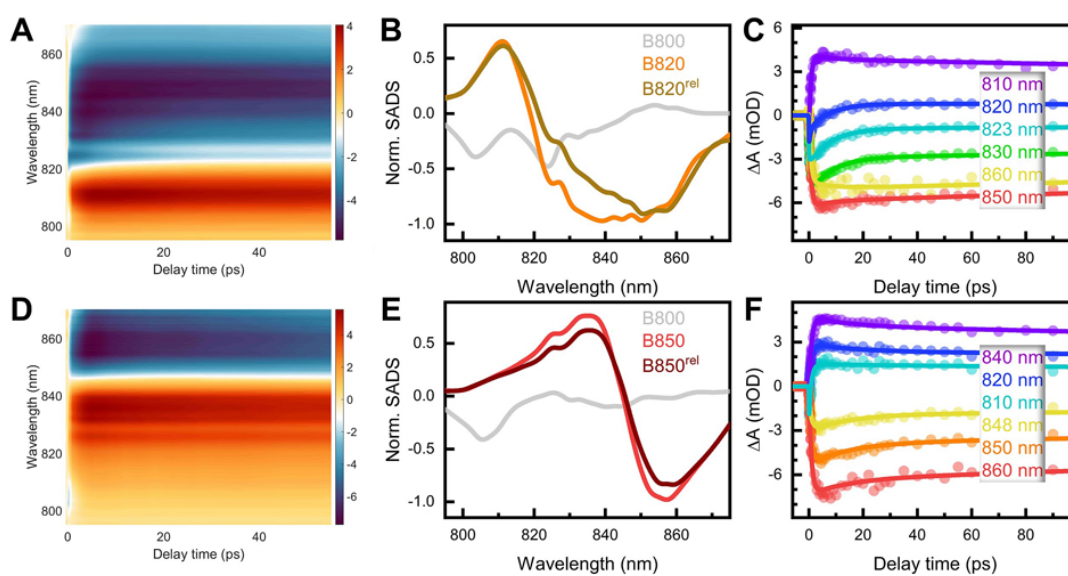 A
860
840
820
800
Wavelength (nm)
0
40
Delay time (ps)
4
2
0
-2
-4
B
0.5
0.0
-0.5
-1.0
Norm. SADS
B800
B820
B820rel
800
820
840
860
Wavelength (nm)
C
6
3
0
-3
-6
ΔA (mOD)
810 nm
820 nm
823 nm
830 nm
860 nm
850 nm
0
20
40
60
80
Delay time (ps)
D
860
840
820
800
Wavelength (nm)
0
20
40
Delay time (ps)
4
2
0
-2
-4
-6
E
0.5
0.0
-0.5
-1.0
Norm. SADS
B800
B850
B850rel
800
820
840
860
Wavelength (nm)
F
6
3
0
-3
-6
ΔA (mOD)
840 nm
820 nm
810 nm
848 nm
850 nm
860 nm
0
20
40
60
80
Delay time (ps)